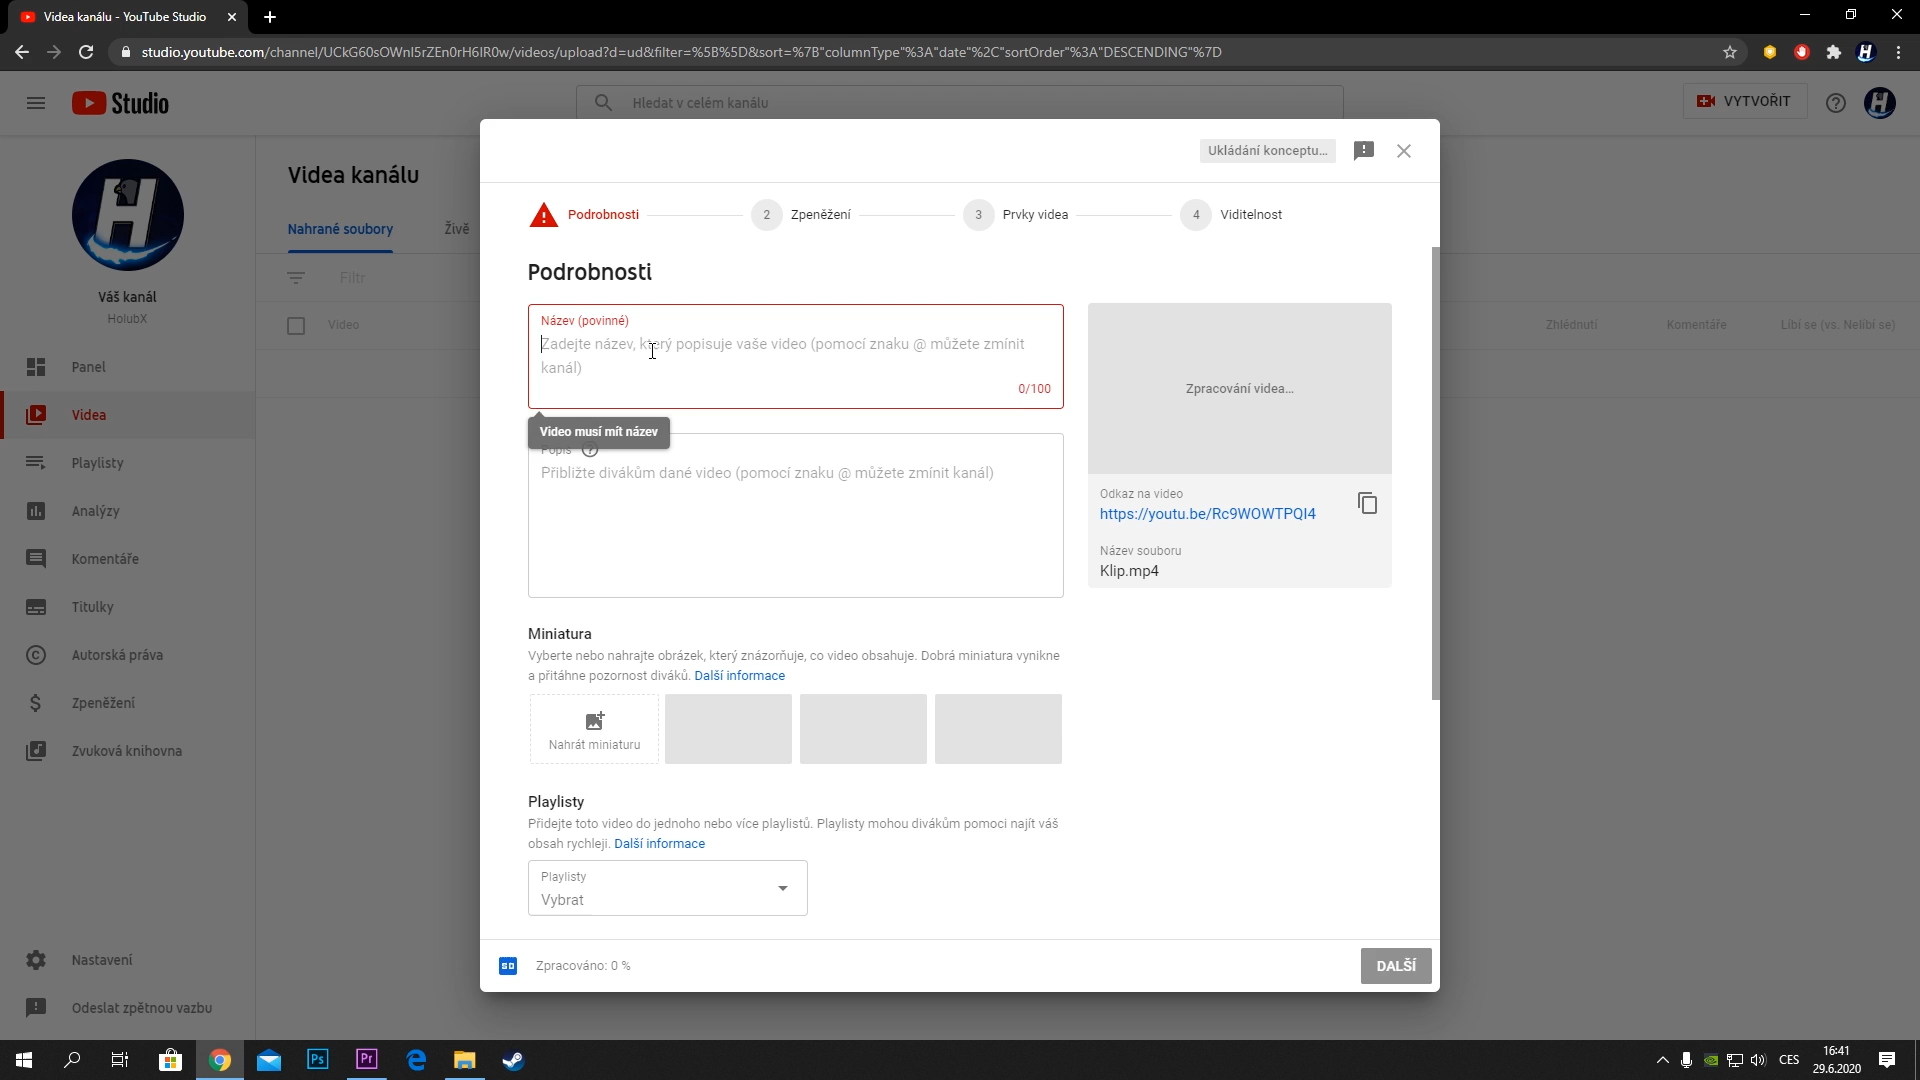 Videa kanálu - YouTube Studio
studio.youtube.com/channel/UCkG60sOWnI5rZEn0rH6IR0w/videos/upload?d=ud&filter=%5B%5D&sort=%7B"columnType"%3A"date"%2C"sortOrder"%3A"DESCENDING"%7D
Studio
Hledat v celém kanálu
VYTVOŘIT
H
Váš kanál
HolubX
Panel
Videa
Playlisty
Analýzy
Komentáře
Titulky
Autorská práva
Zpeněžení
Zvuková knihovna
Nastavení
Odeslat zpětnou vazbu
Videa kanálu
Nahrané soubory
Živě
Filtr
Video
Zhlédnutí
Komentáře
Líbí se (vs. Nelíbí se)
Ukládání konceptu...
Podrobnosti
2 Zpeněžení
3 Prvky videa
4 Viditelnost
Podrobnosti
Název (povinné)
Zadejte název, který popisuje vaše video (pomocí znaku @ můžete zmínit
kanál)
0/100
Video musí mít název
Popis
Přibližte divákům dané video (pomocí znaku @ můžete zmínit kanál)
Zpracování videa...
Odkaz na video
https://youtu.be/Rc9WOWTPQI4
Název souboru
Klip.mp4
Miniatura
Vyberte nebo nahrajte obrázek, který znázorňuje, co video obsahuje. Dobrá miniatura vynikne
a přitáhne pozornost diváků. Další informace
Nahrát miniaturu
Playlisty
Přidejte toto video do jednoho nebo více playlistů. Playlisty mohou divákům pomoci najít váš
obsah rychleji. Další informace
Playlisty
Vybrat
SD
Zpracováno: 0 %
DALŠÍ
Ps
Pr
CES
16:41
29.6.2020